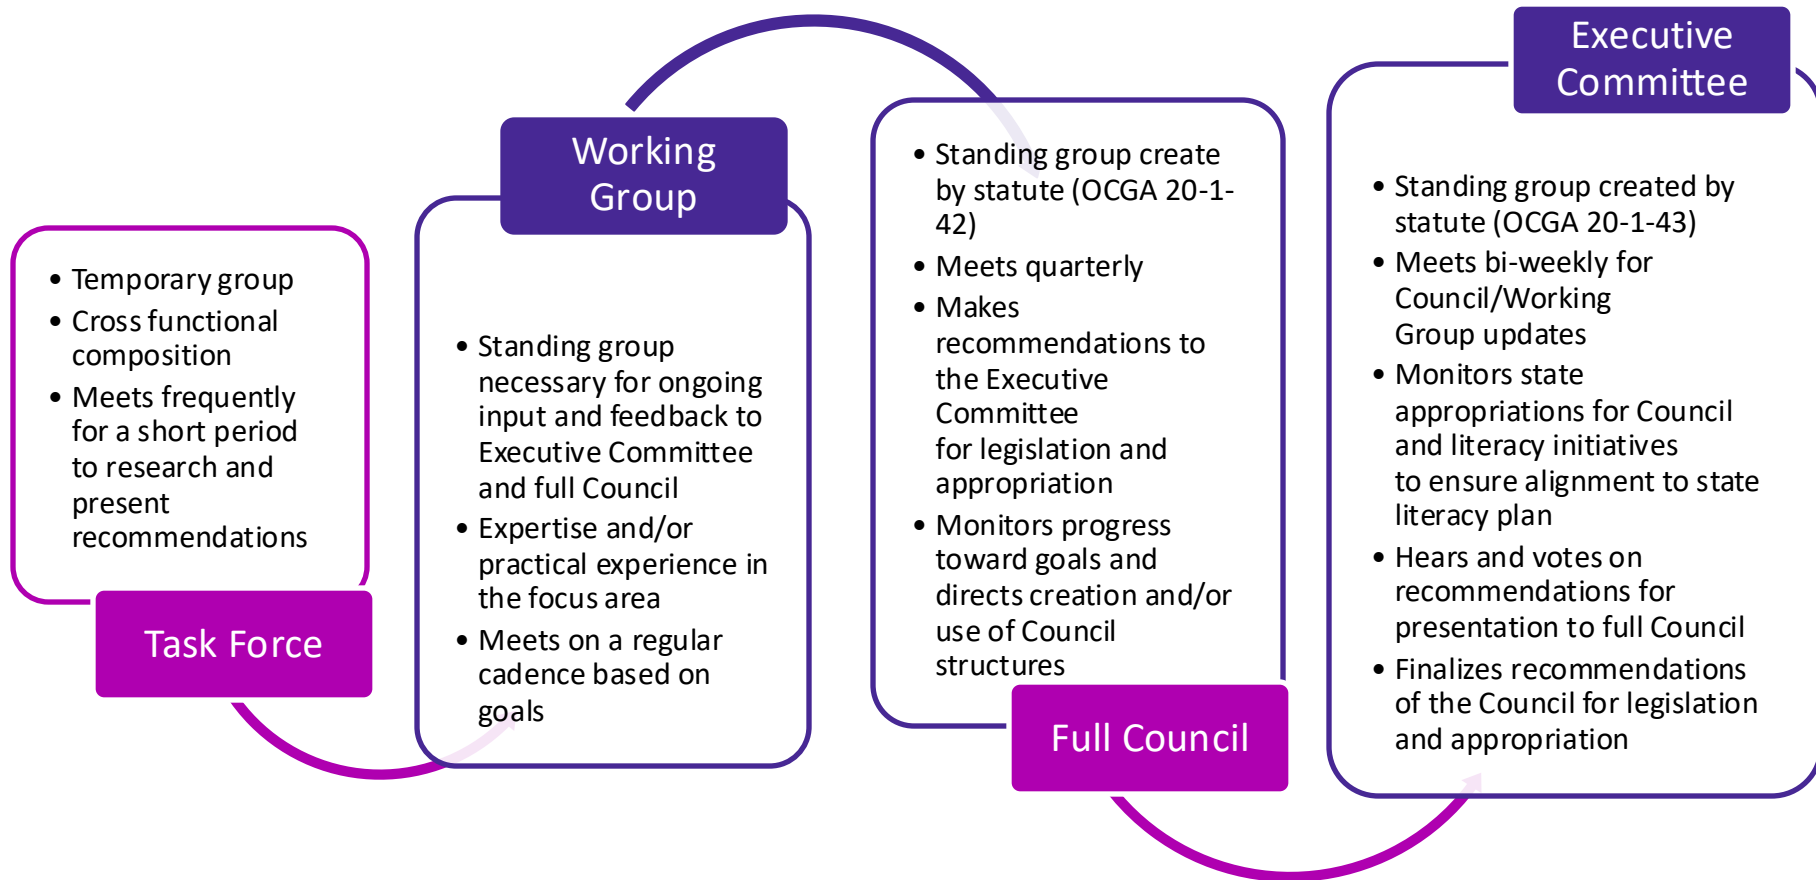 • Temporary group
• Cross functional
composition
• Meets frequently
for a short period
to research and
present
recommendations
Task Force
Working
Group
• Standing group
necessary for ongoing
input and feedback to
Executive Committee
and full Council
• Expertise and/or
practical experience in
the focus area
• Meets on a regular
cadence based on
goals
• Standing group create
by statute (OCGA 20-1-
42)
• Meets quarterly
• Makes
recommendations to
the Executive
Committee
for legislation and
appropriation
• Monitors progress
toward goals and
directs creation and/or
use of Council
structures
Full Council
Executive
Committee
• Standing group created by
statute (OCGA 20-1-43)
• Meets bi-weekly for
Council/Working
Group updates
• Monitors state
appropriations for Council
and literacy initiatives
to ensure alignment to state
literacy plan
• Hears and votes on
recommendations for
presentation to full Council
• Finalizes recommendations
of the Council for legislation
and appropriation